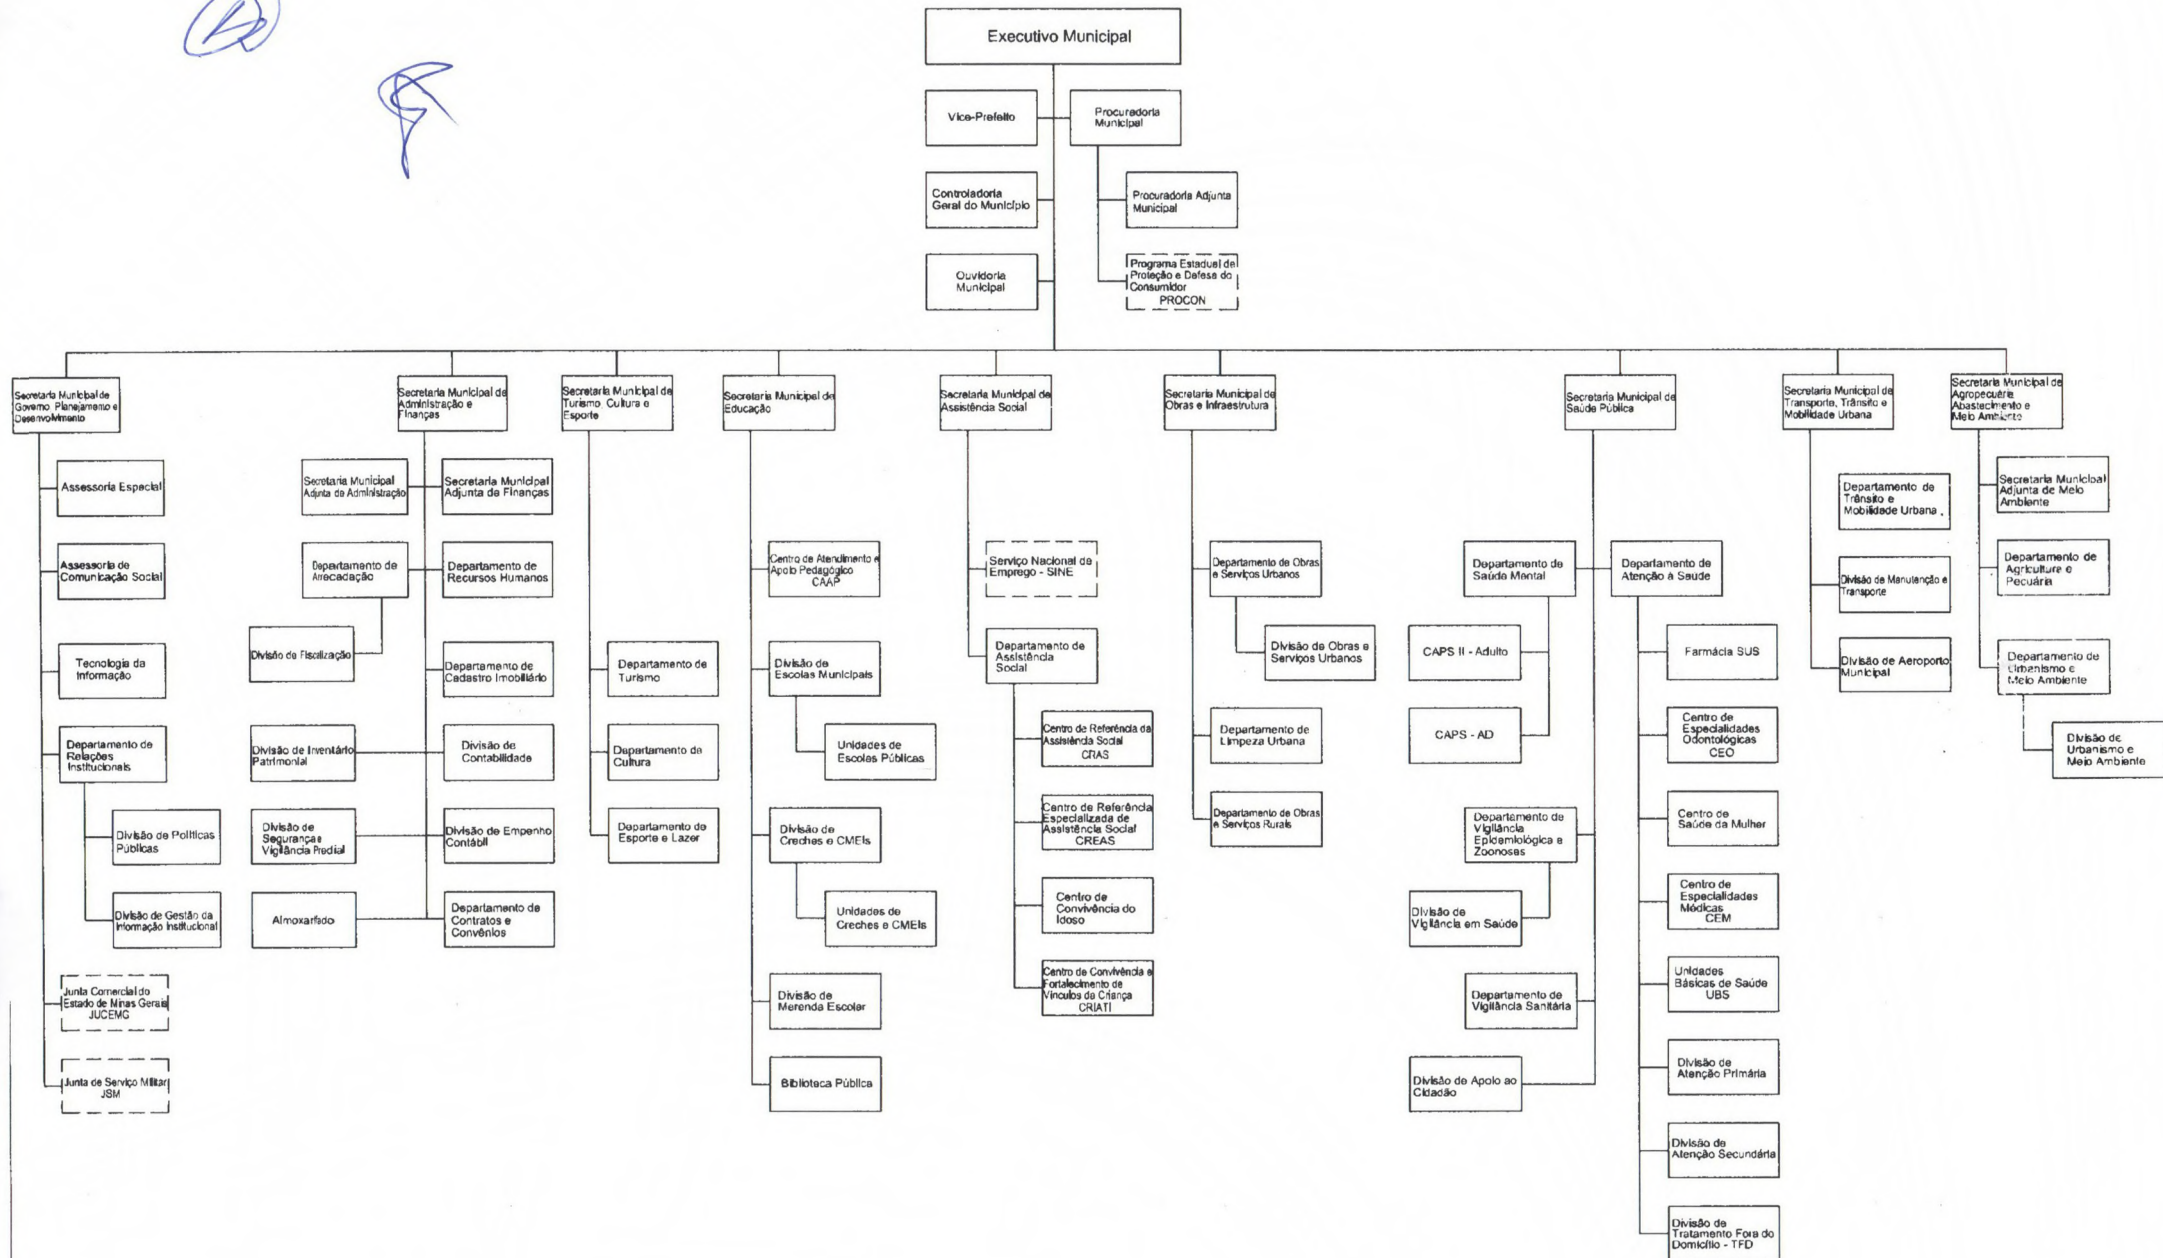 Executivo Municipal
Vice-Prefeito
Procuradoria
Municipal
Controladoria
Geral do Município
Procuradoria Adjunta
Municipal
Ouvidoria
Municipal
Programa Estadual de
Proteção e Defesa do
Consumidor
PROCON
Secretaria Municipal de
Governo, Planejamento e
Desenvolvimento
Assessoria Especial
Assessoria de
Comunicação Social
Tecnologia da
Informação
Departamento de
Relações
Institucionais
Divisão de Políticas
Públicas
Divisão de Gestão da
Informação Institucional
Junta Comercial do
Estado de Minas Gerais
JUCEMG
Junta de Serviço Militar
JSM
Secretaria Municipal de
Administração e
Finanças
Secretaria Municipal
Adjunta de Administração
Secretaria Municipal
Adjunta de Finanças
Departamento de
Arrecadação
Departamento de
Recursos Humanos
Divisão de Fiscalização
Departamento de
Cadastro Imobiliário
Divisão de Inventário
Patrimonial
Divisão de
Contabilidade
Divisão de
Segurança e
Vigilância Predial
Divisão de Empenho
Contábil
Almoxarifado
Departamento de
Contratos e
Convênios
Secretaria Municipal de
Turismo, Cultura e
Esporte
Departamento de
Turismo
Departamento de
Cultura
Departamento de
Esporte e Lazer
Secretaria Municipal de
Educação
Centro de Atendimento e
Apoio Pedagógico
CAAP
Divisão de
Escolas Municipais
Unidades de
Escolas Públicas
Divisão de
Creches e CMEIs
Unidades de
Creches e CMEIs
Divisão de
Merenda Escolar
Biblioteca Pública
Secretaria Municipal de
Assistência Social
Serviço Nacional de
Emprego - SINE
Departamento de
Assistência
Social
Centro de Referência da
Assistência Social
CRAS
Centro de Referência
Especializada de
Assistência Social
CREAS
Centro de
Convivência do
Idoso
Centro de Convivência e
Fortalecimento de
Vínculos da Criança
CRIATI
Secretaria Municipal de
Obras e Infraestrutura
Departamento de Obras
e Serviços Urbanos
Divisão de Obras e
Serviços Urbanos
Departamento de
Limpeza Urbana
Departamento de Obras
e Serviços Rurais
Secretaria Municipal de
Saúde Pública
Departamento de
Saúde Mental
Departamento de
Atenção à Saude
CAPS II - Adulto
CAPS - AD
Departamento de
Vigilância
Epidemiológica e
Zoonoses
Divisão de
Vigilância em Saúde
Departamento de
Vigilância Sanitária
Divisão de Apoio ao
Cidadão
Farmácia SUS
Centro de
Especialidades
Odontológicas
CEO
Centro de
Saúde da Mulher
Centro de
Especialidades
Médicas
CEM
Unidades
Básicas de Saúde
UBS
Divisão de
Atenção Primária
Divisão de
Atenção Secundária
Divisão de
Tratamento Fora do
Domicílio - TFD
Secretaria Municipal de
Transporte, Trânsito e
Mobilidade Urbana
Departamento de
Trânsito e
Mobilidade Urbana
Divisão de Manutenção e
Transporte
Divisão de Aeroporto
Municipal
Secretaria Municipal de
Agropecuária
Abastecimento e
Meio Ambiente
Secretaria Municipal
Adjunta de Meio
Ambiente
Departamento de
Agricultura e
Pecuária
Departamento de
Urbanismo e
Meio Ambiente
Divisão de
Urbanismo e
Meio Ambiente